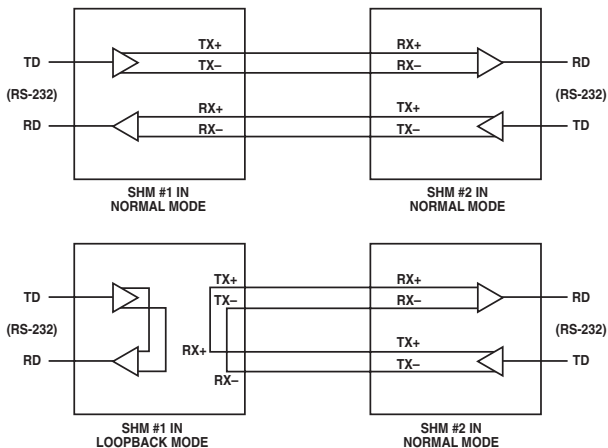 TX+ RX+
TD TX– RX– RD
(RS-232) (RS-232)
RX+ TX+
RD RX– TX– TD
SHM #1 IN
NORMAL MODE
SHM #2 IN
NORMAL MODE
TX+ RX+
TD TX– RX– RD
(RS-232) (RS-232)
RX+ TX+
RD TX– TD
RX–
SHM #1 IN
LOOPBACK MODE
SHM #2 IN
NORMAL MODE